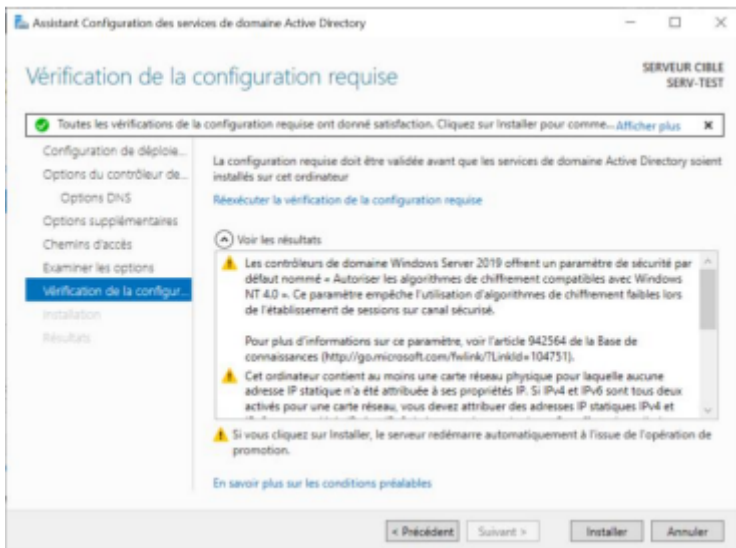 Assistant Configuration des services de domaine Active Directory
Vérification de la configuration requise
SERVEUR CIBLE
SERV-TEST
Toutes les vérifications de la configuration requise ont donné satisfaction. Cliquez sur Installer pour comme... Afficher plus
Configuration de déploie...
Options du contrôleur de...
Options DNS
Options supplémentaires
Chemins d'accès
Examiner les options
Vérification de la configur...
Installation
Résultats
La configuration requise doit être validée avant que les services de domaine Active Directory soient
installés sur cet ordinateur
Réexécuter la vérification de la configuration requise
Voir les résultats
Les contrôleurs de domaine Windows Server 2019 offrent un paramètre de sécurité par
défaut nommé « Autoriser les algorithmes de chiffrement compatibles avec Windows
NT 4.0 ». Ce paramètre empêche l'utilisation d'algorithmes de chiffrement faibles lors
de l'établissement de sessions sur canal sécurisé.
Pour plus d'informations sur ce paramètre, voir l'article 942564 de la Base de
connaissances (http://go.microsoft.com/fwlink/?LinkId=104751).
Cet ordinateur contient au moins une carte réseau physique pour laquelle aucune
adresse IP statique n'a été attribuée à ses propriétés IP. Si IPv4 et IPv6 sont tous deux
activés pour une carte réseau, vous devez attribuer des adresses IP statiques IPv4 et
Si vous cliquez sur Installer, le serveur redémarre automatiquement à l'issue de l'opération de
promotion.
En savoir plus sur les conditions préalables
< Précédent
Suivant >
Installer
Annuler